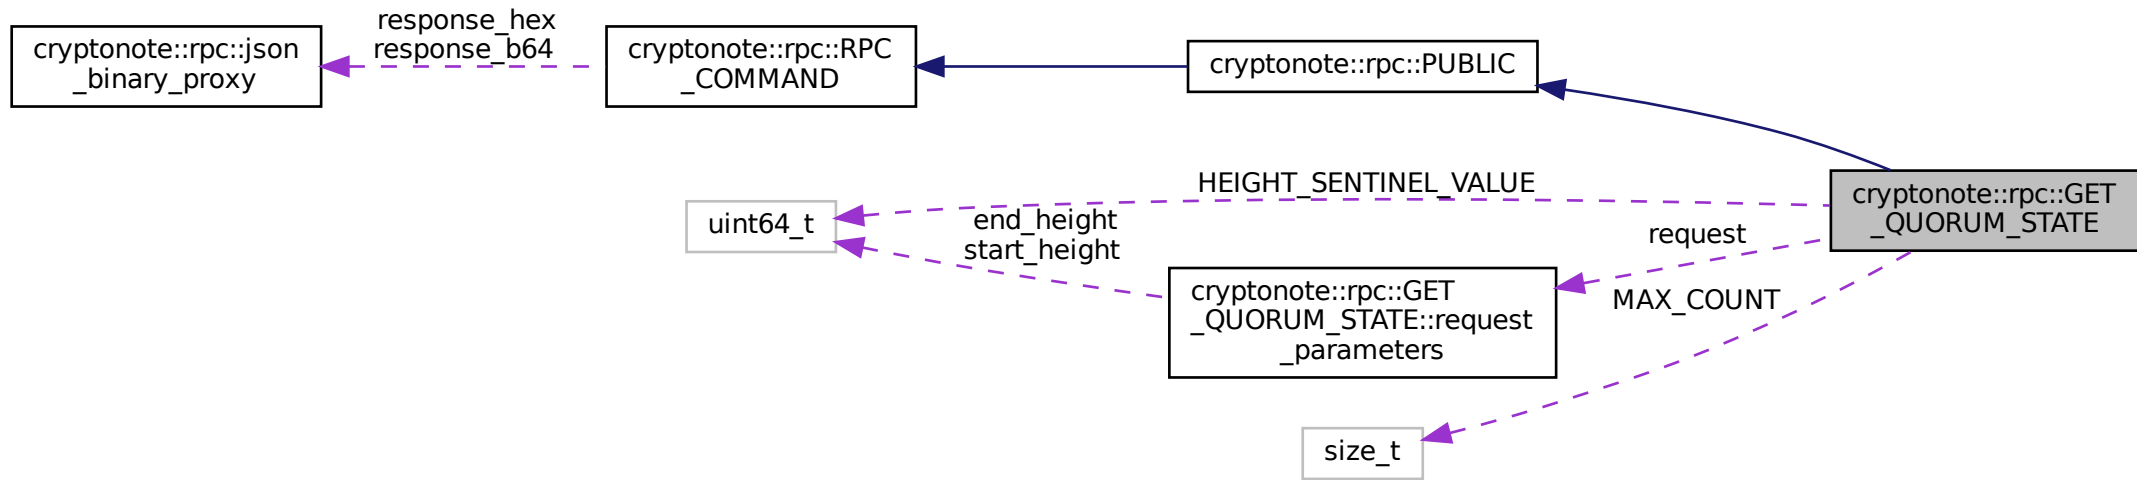 response_hex
response_b64
cryptonote::rpc::json
_binary_proxy
cryptonote::rpc::RPC
_COMMAND
cryptonote::rpc::PUBLIC
HEIGHT_SENTINEL_VALUE
cryptonote::rpc::GET
_QUORUM_STATE
uint64_t
end_height
start_height
request
cryptonote::rpc::GET
_QUORUM_STATE::request
_parameters
MAX_COUNT
size_t